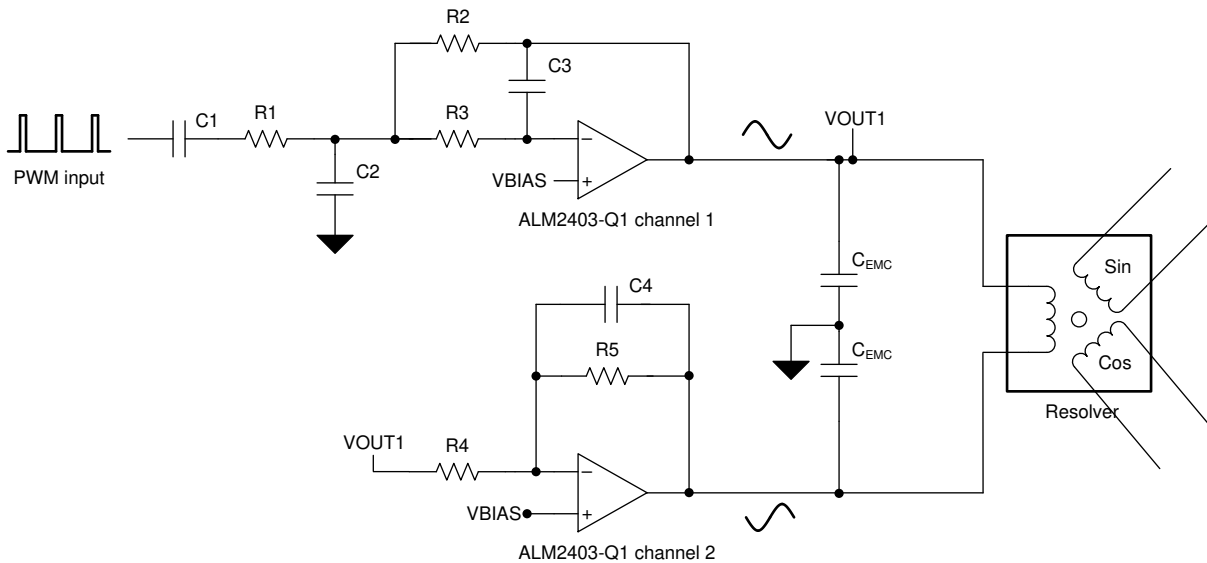 R2
C3
C1
R1
R3
PWM input
C2
VBIAS
ALM2403-Q1 channel 1
VOUT1
CEMC
CEMC
Sin
Cos
Resolver
C4
R5
VOUT1
R4
VBIAS
ALM2403-Q1 channel 2